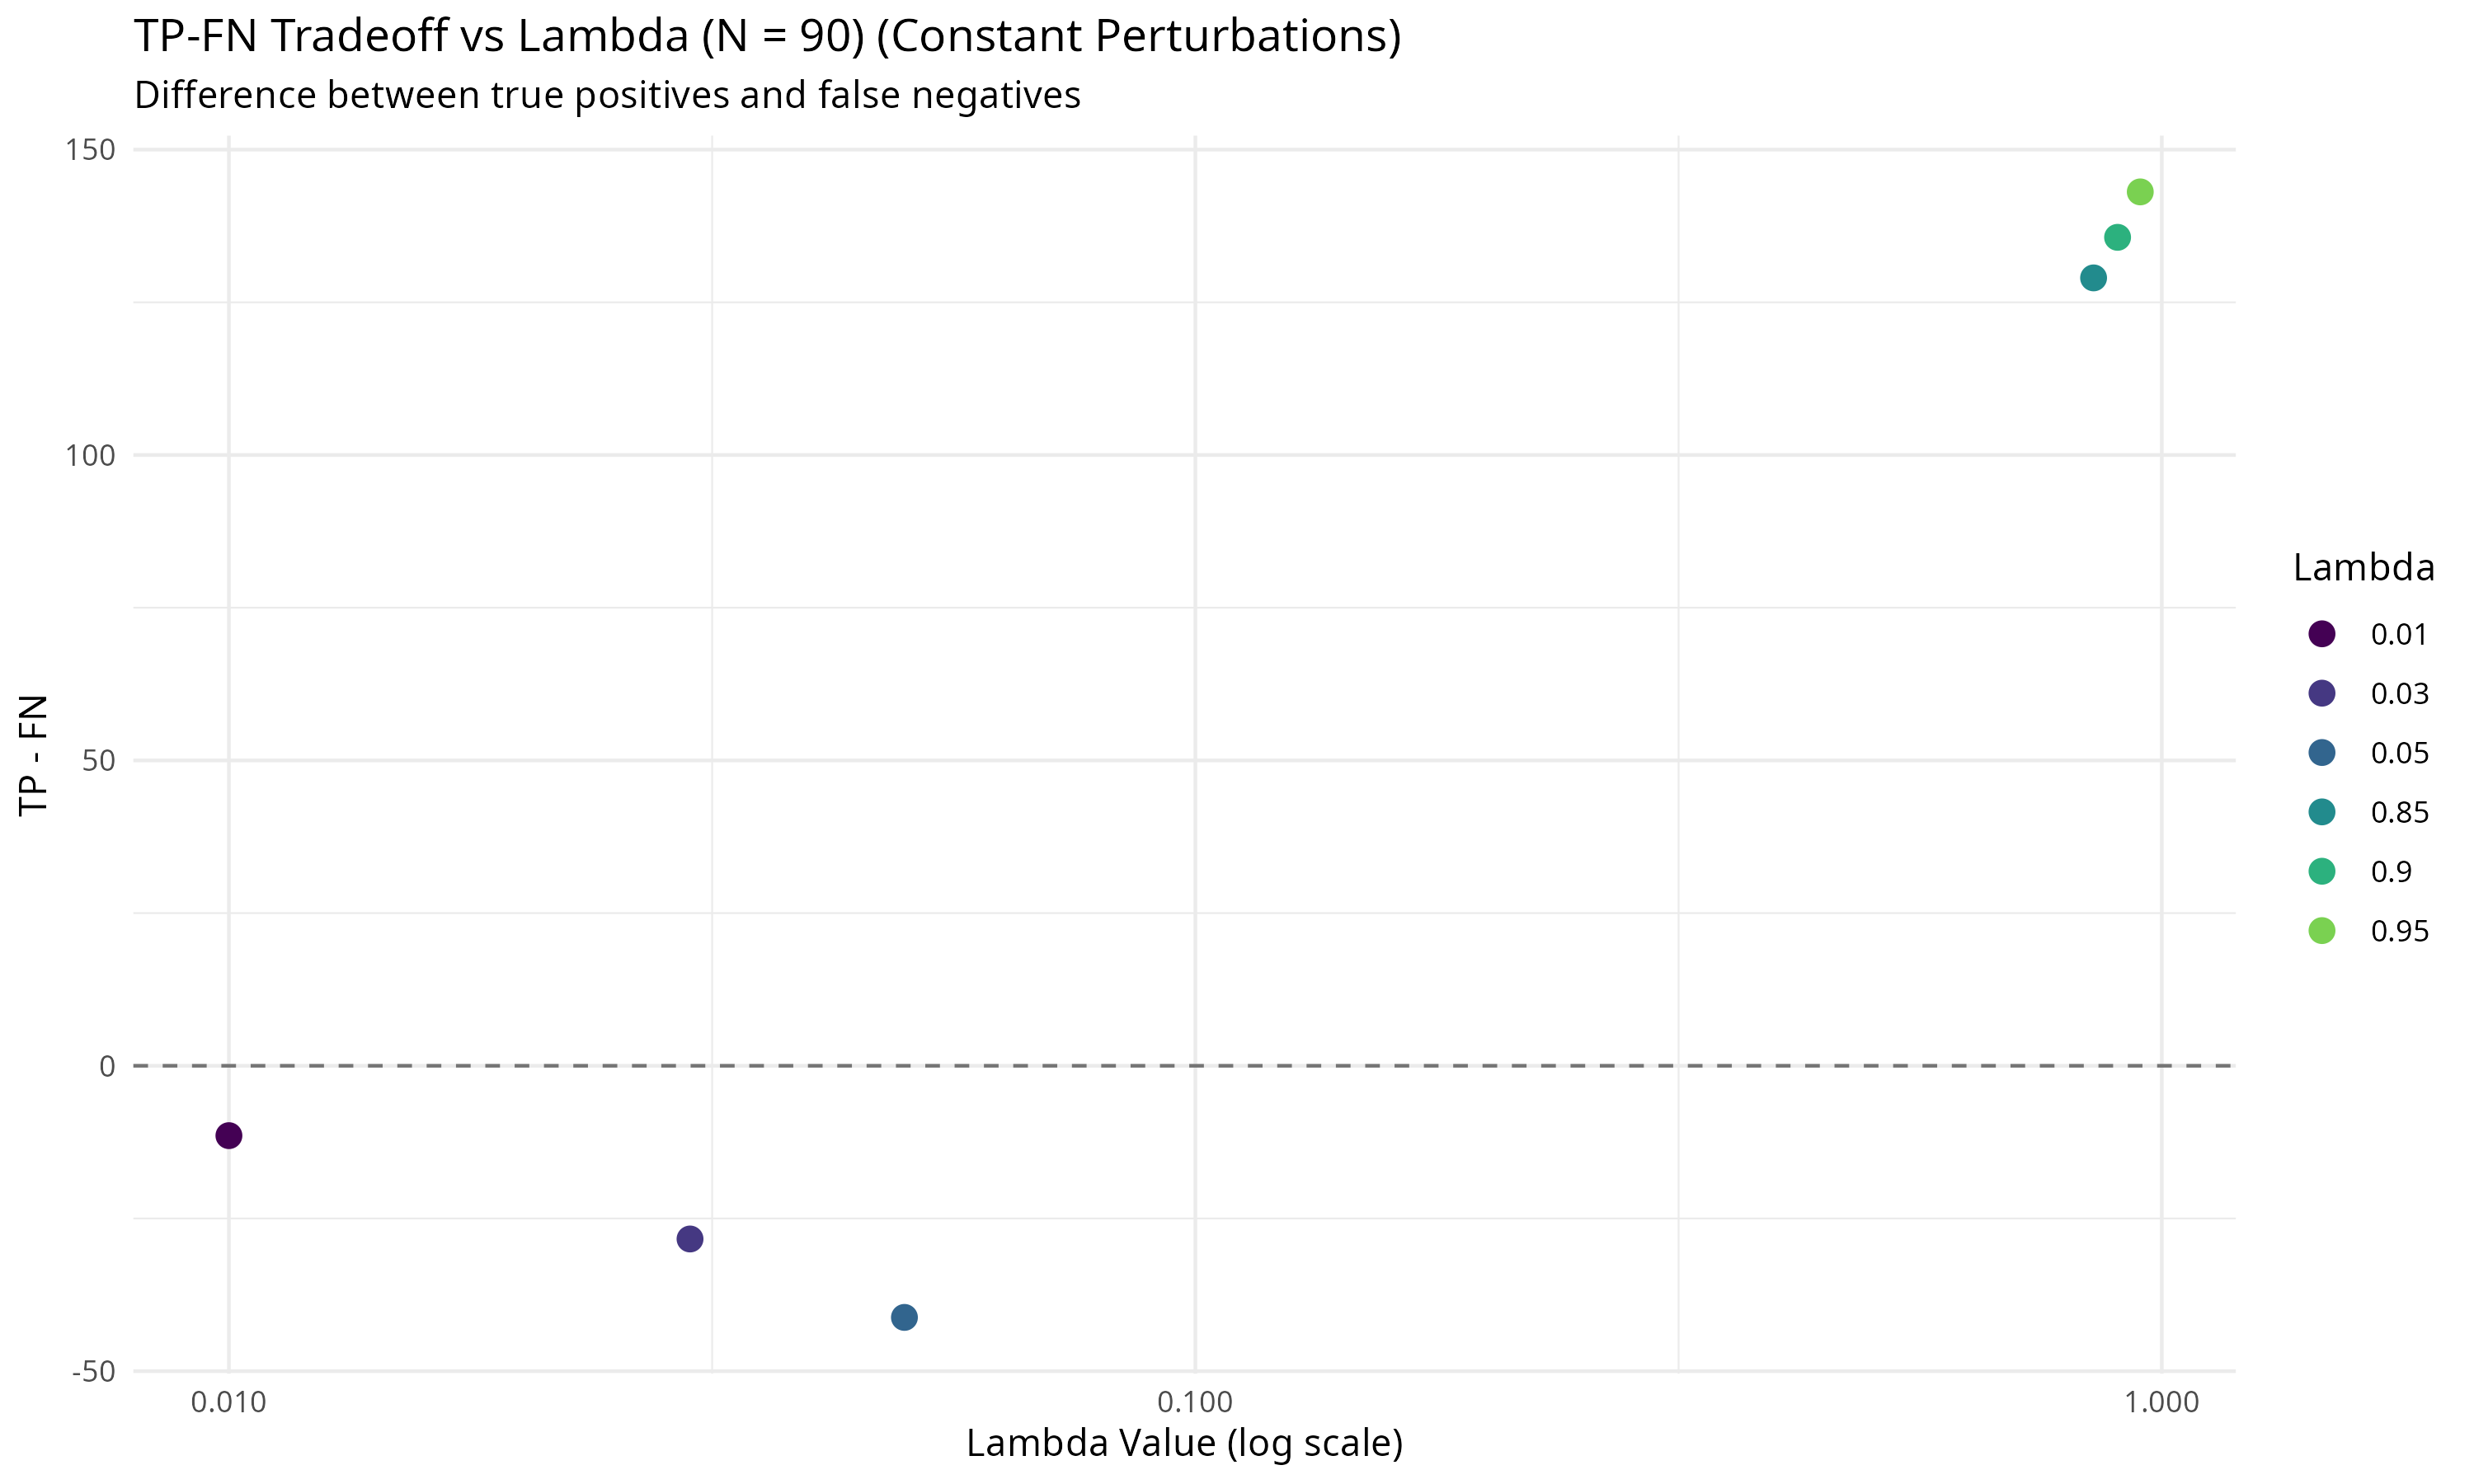 TP-FN Tradeoff vs Lambda (N = 90) (Constant Perturbations)
Difference between true positives and false negatives
150
100
50
0
-50
TP - FN
0.010
0.100
1.000
Lambda Value (log scale)
Lambda
0.01
0.03
0.05
0.85
0.9
0.95